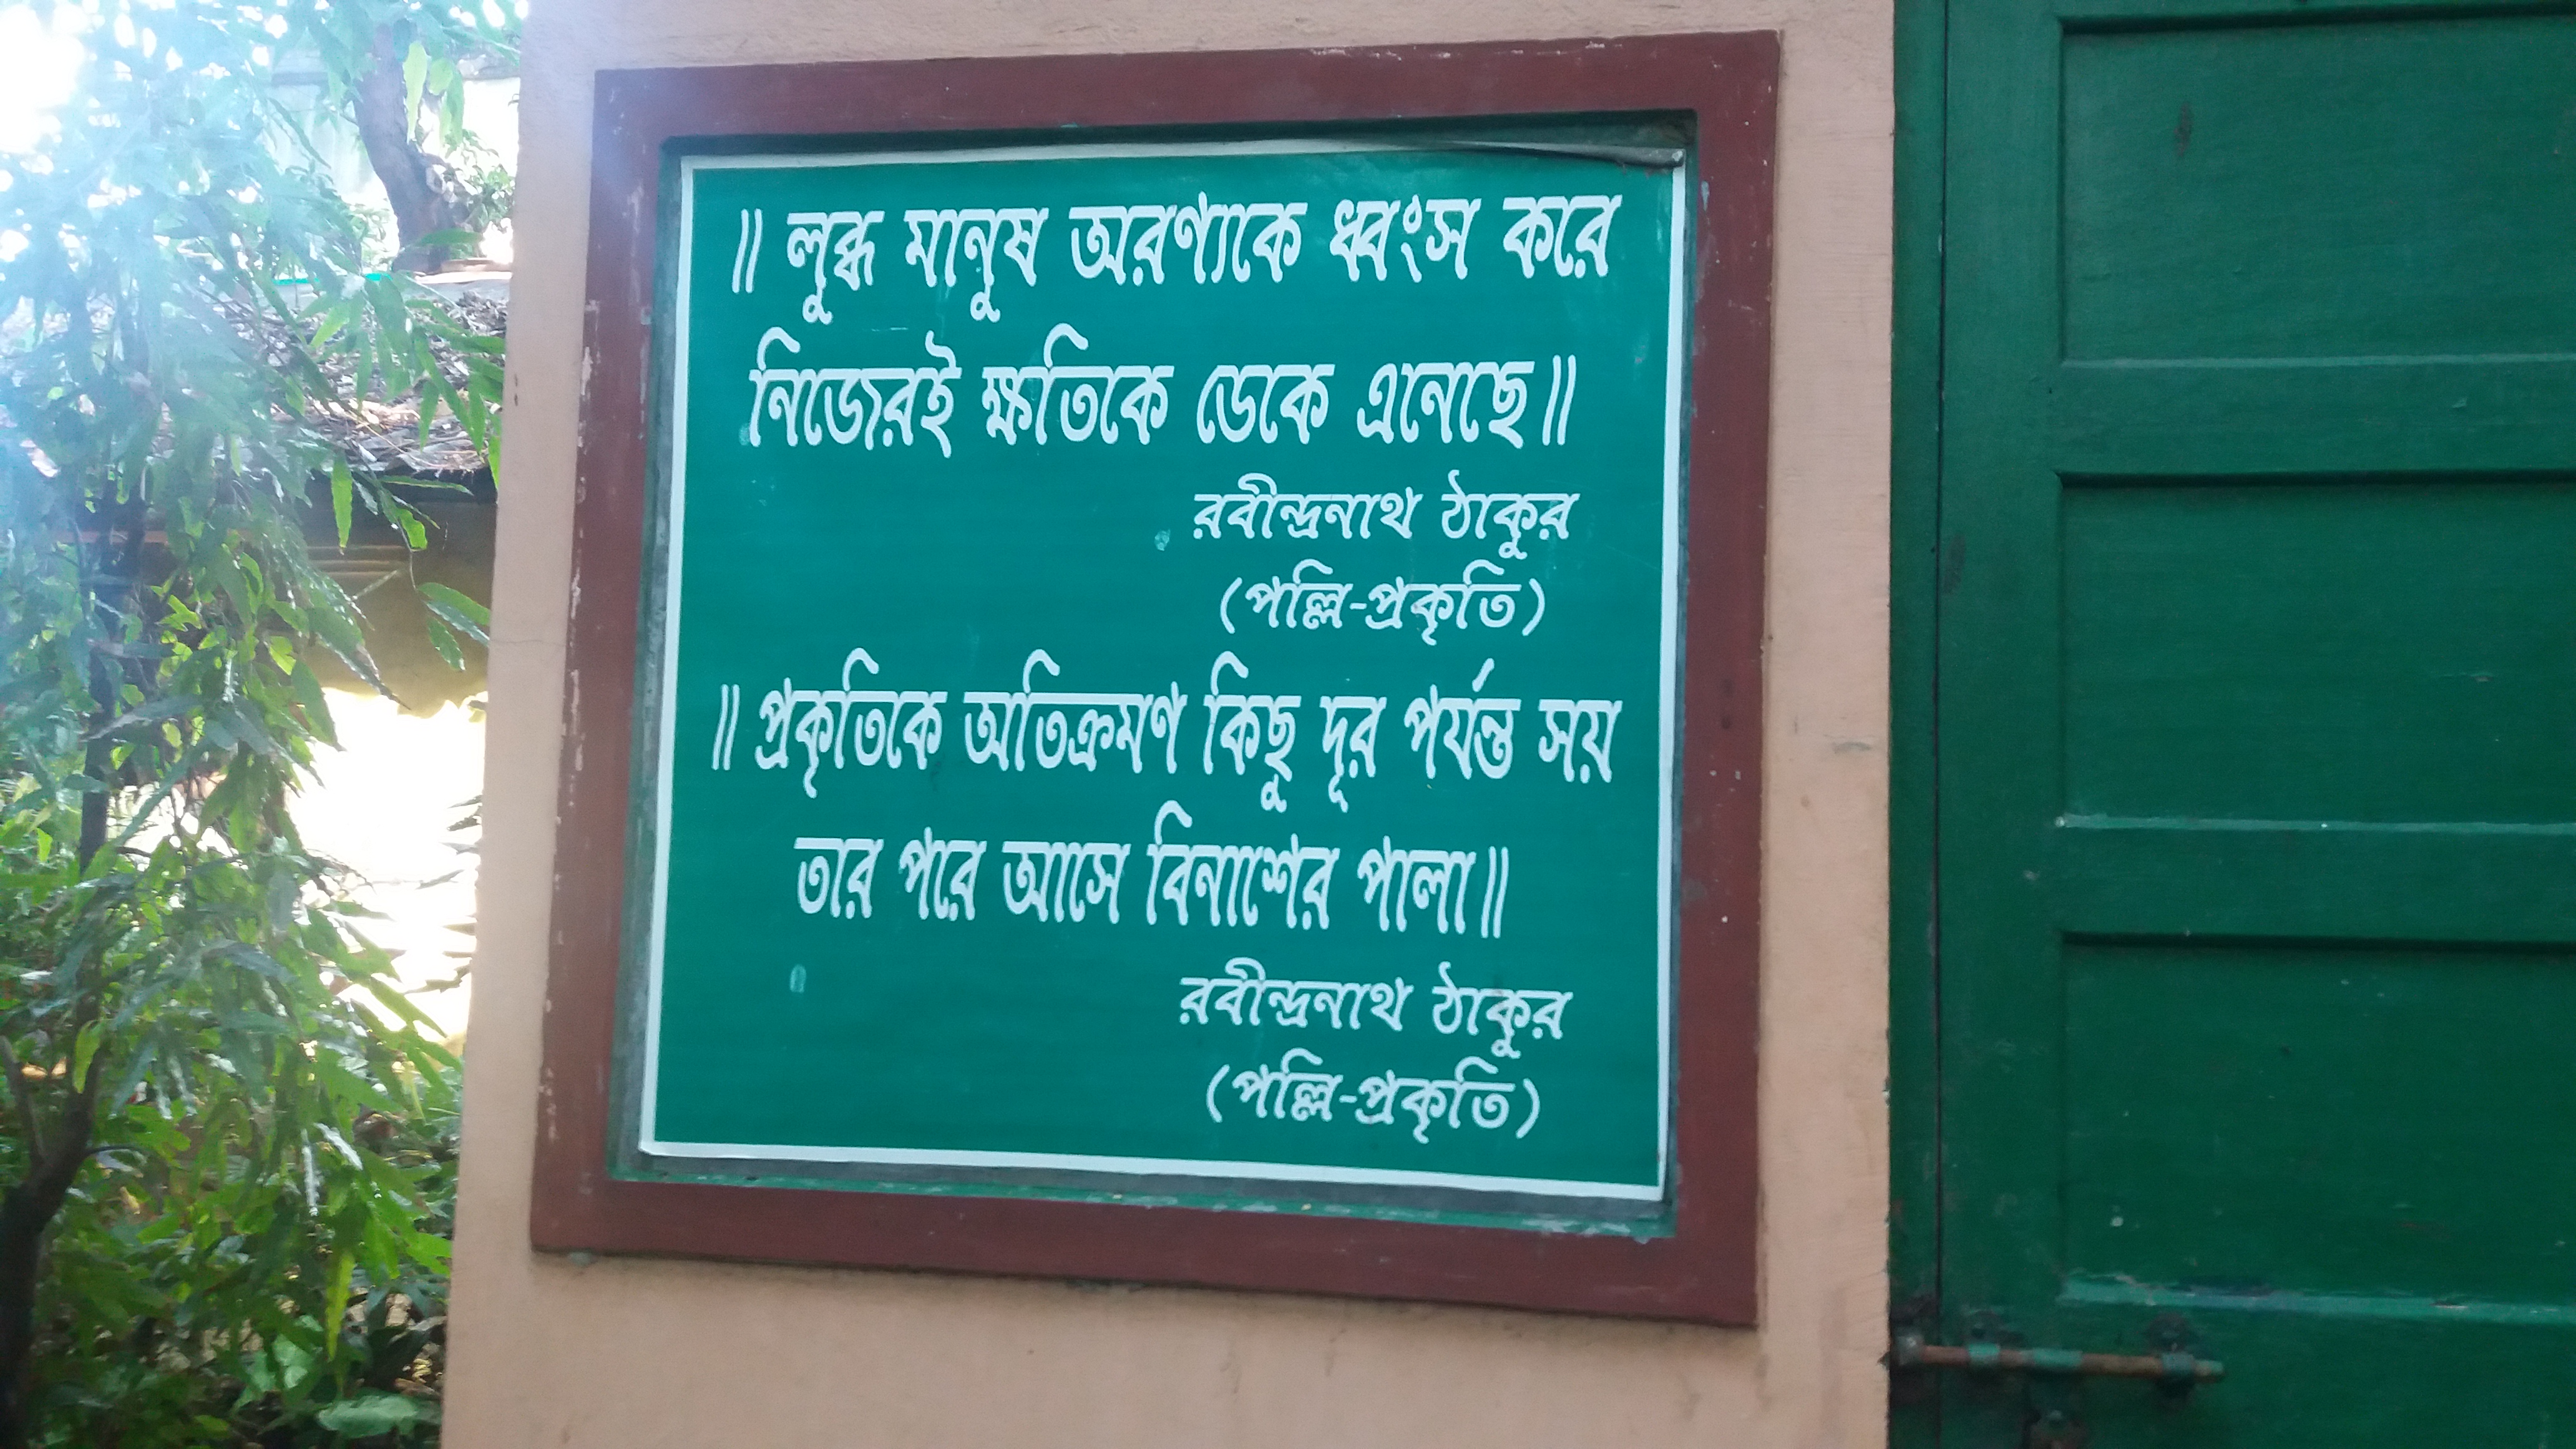 ॥ লুব্ধ মানুষ অরণ্যকে ধ্বংস করে
নিজেরই ক্ষতিকে ডেকে এনেছে॥
রবীন্দ্রনাথ ঠাকুর
(পল্লি-প্রকৃতি)
॥ প্রকৃতিকে অতিক্রমণ কিছু দূর পর্যন্ত সয়
তার পরে আসে বিনাশের পালা॥
রবীন্দ্রনাথ ঠাকুর
(পল্লি-প্রকৃতি)